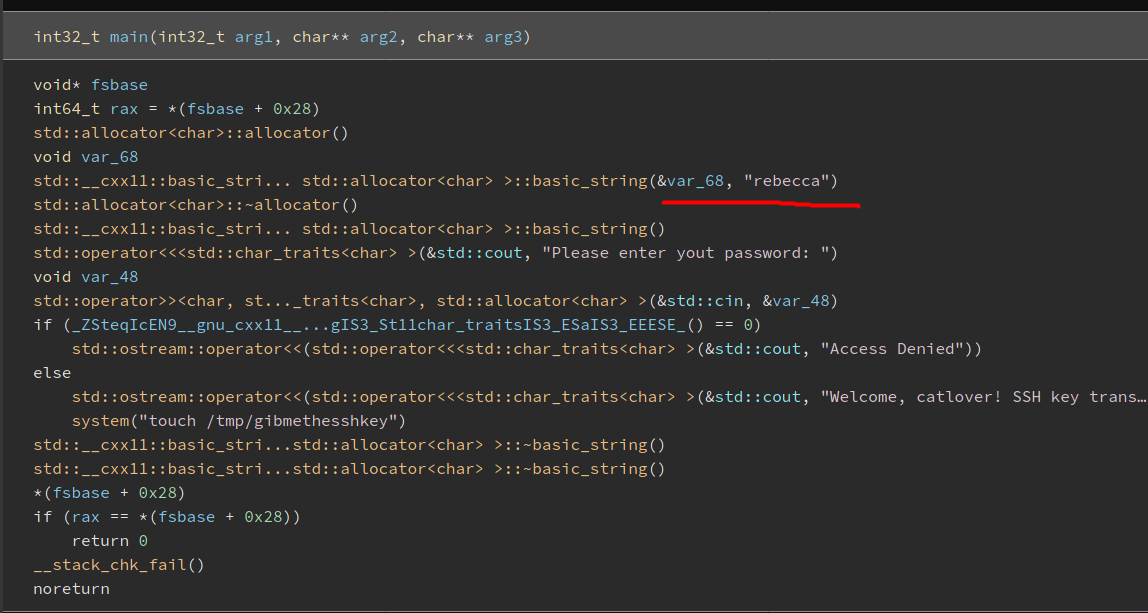 int32_t main(int32_t arg1, char** arg2, char** arg3)
void* fsbase
int64_t rax = *(fsbase + 0x28)
std::allocator<char>::allocator()
void var_68
std::__cxx11::basic_stri... std::allocator<char> >::basic_string(&var_68, "rebecca")
std::allocator<char>::~allocator()
std::__cxx11::basic_stri... std::allocator<char> >::basic_string()
std::operator<<<std::char_traits<char> >(&std::cout, "Please enter yout password: ")
void var_48
std::operator>><char, st..._traits<char>, std::allocator<char> >(&std::cin, &var_48)
if (_ZSteqIcEN9__gnu_cxx11__...gIS3_St11char_traitsIS3_ESaIS3_EEESE_() == 0)
    std::ostream::operator<<(std::operator<<<std::char_traits<char> >(&std::cout, "Access Denied"))
else
    std::ostream::operator<<(std::operator<<<std::char_traits<char> >(&std::cout, "Welcome, catlover! SSH key trans…
    system("touch /tmp/gibmethesshkey")
std::__cxx11::basic_stri...std::allocator<char> >::~basic_string()
std::__cxx11::basic_stri...std::allocator<char> >::~basic_string()
*(fsbase + 0x28)
if (rax == *(fsbase + 0x28))
    return 0
__stack_chk_fail()
noreturn